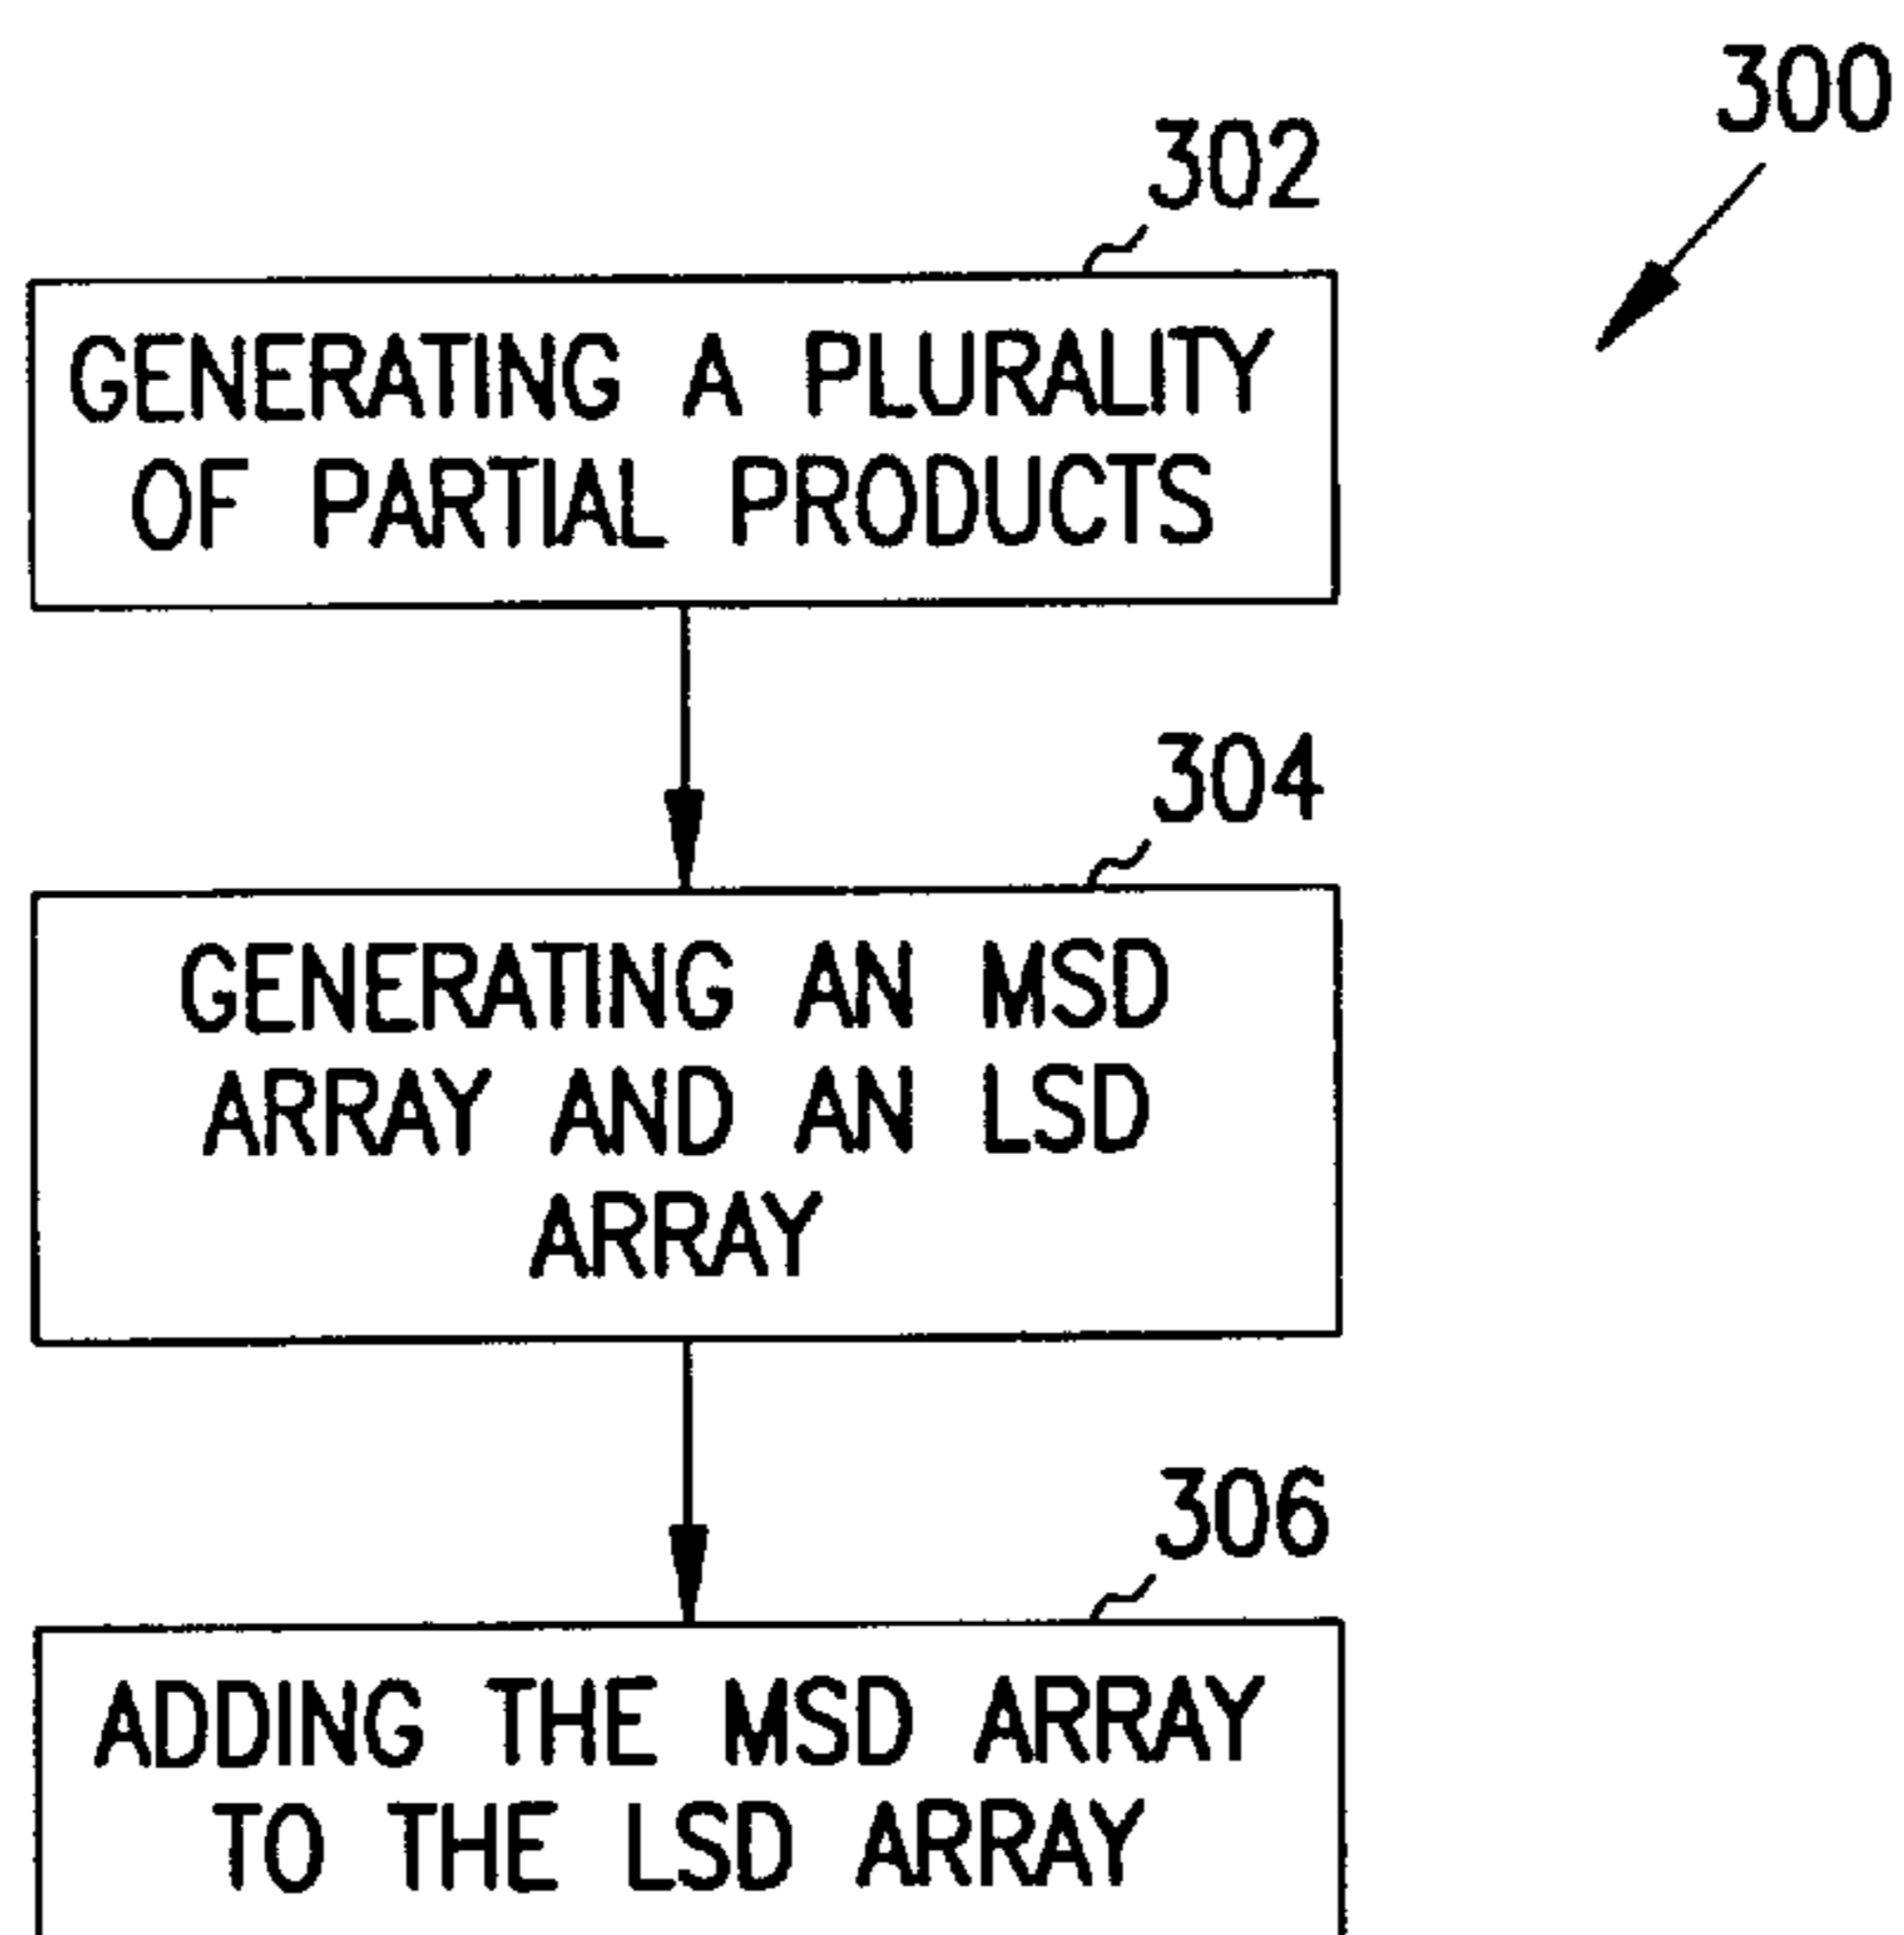 300
302
GENERATING A PLURALITY
OF PARTIAL PRODUCTS
304
GENERATING AN MSD
ARRAY AND AN LSD
ARRAY
306
ADDING THE MSD ARRAY
TO THE LSD ARRAY